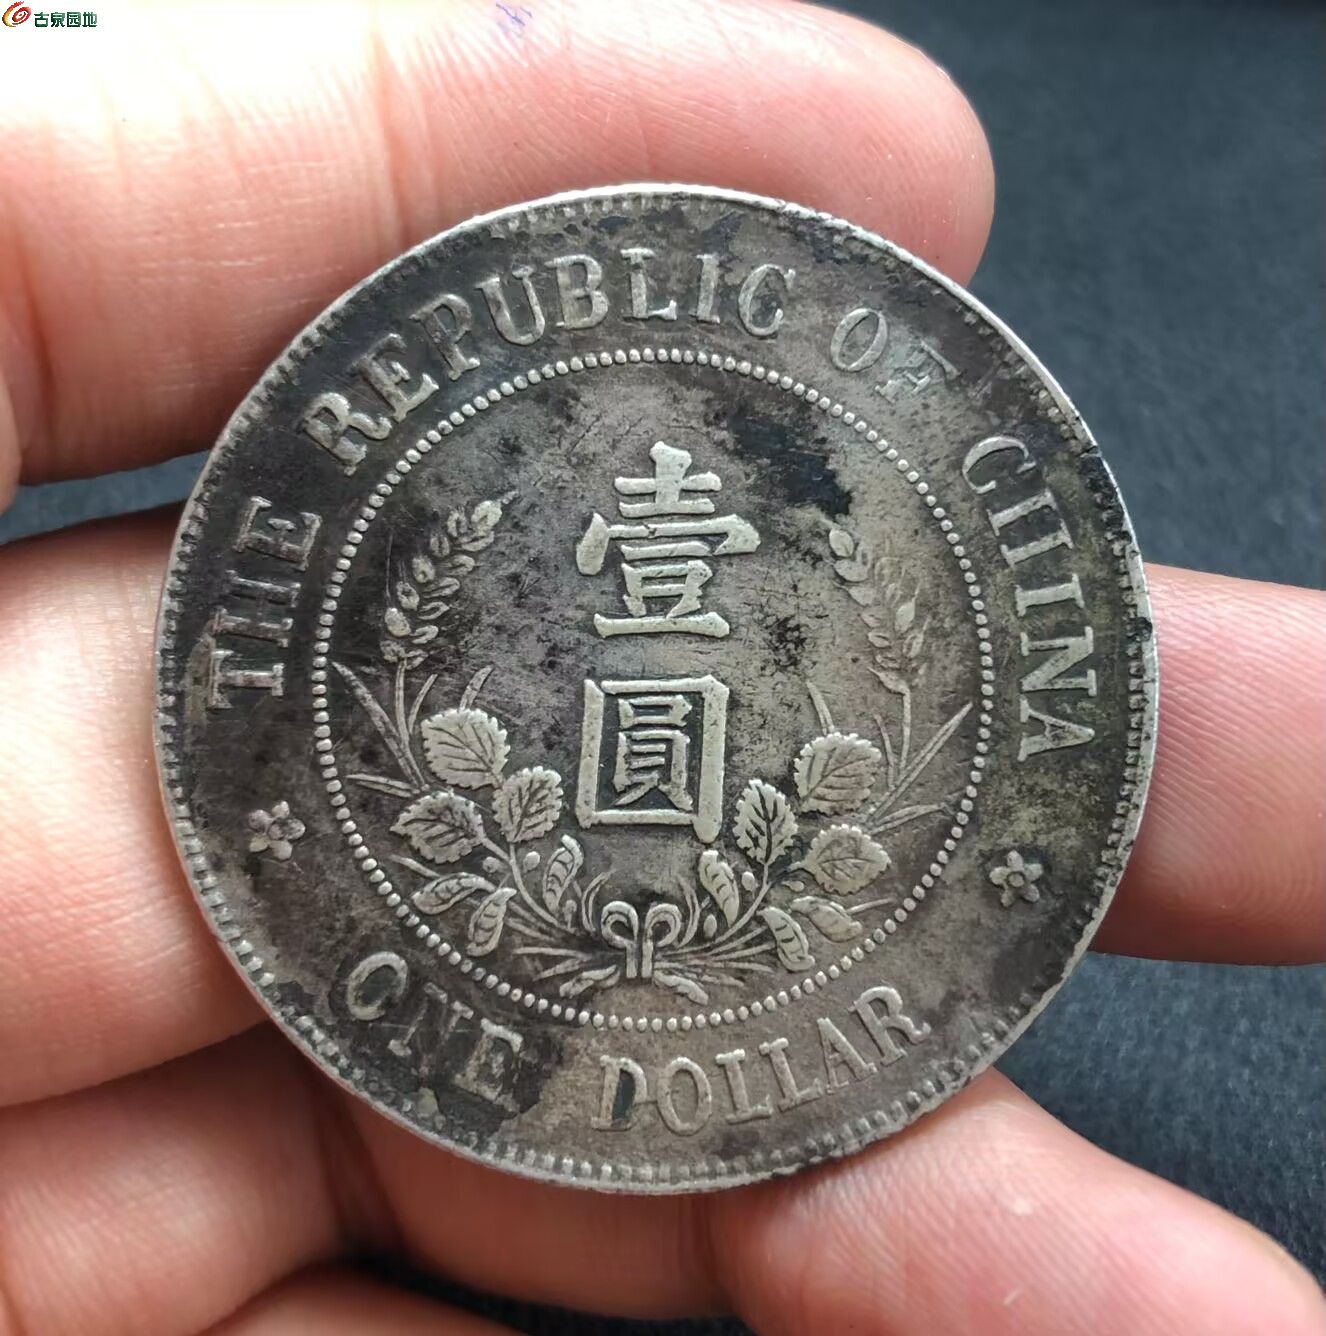 古泉园地
THE REPUBLIC OF CHINA
壹
圓
ONE DOLLAR